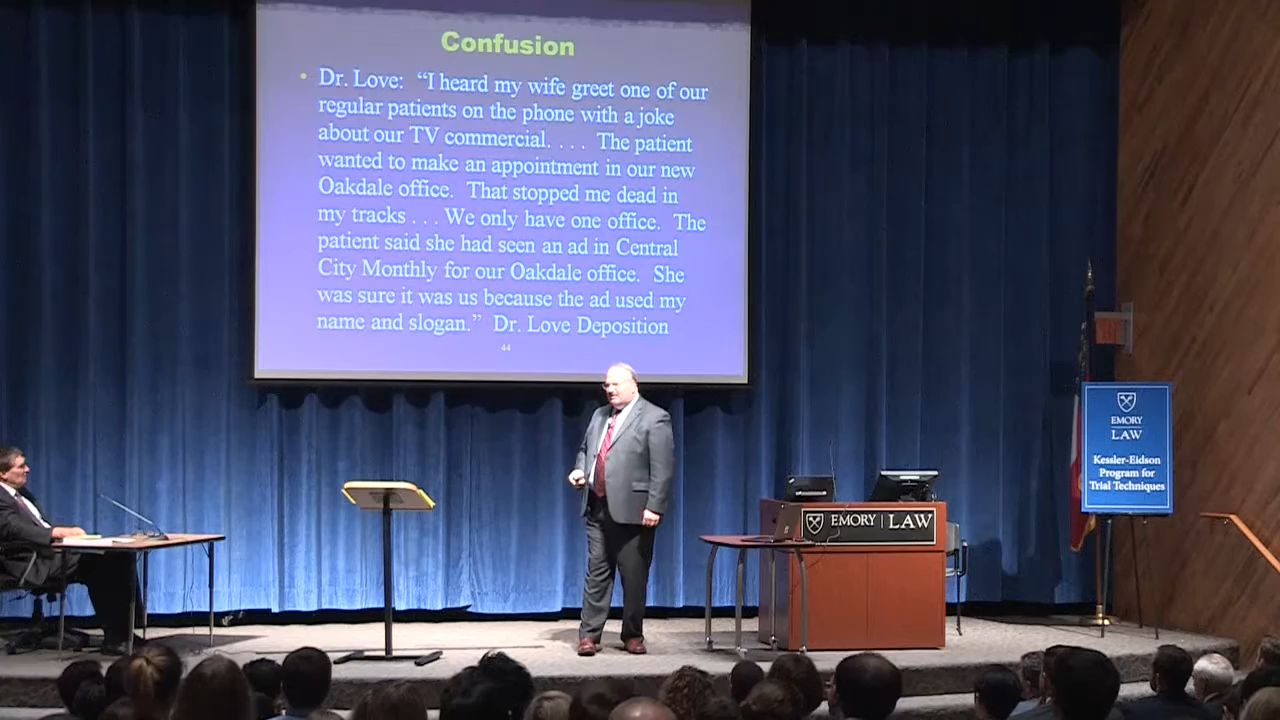 Confusion
• Dr. Love: “I heard my wife greet one of our
regular patients on the phone with a joke
about our TV commercial. . . . The patient
wanted to make an appointment in our new
Oakdale office. That stopped me dead in
my tracks . . . We only have one office. The
patient said she had seen an ad in Central
City Monthly for our Oakdale office. She
was sure it was us because the ad used my
name and slogan.” Dr. Love Deposition
44
EMORY
LAW
Kessler-Eidson
Program for
Trial Techniques
EMORY | LAW